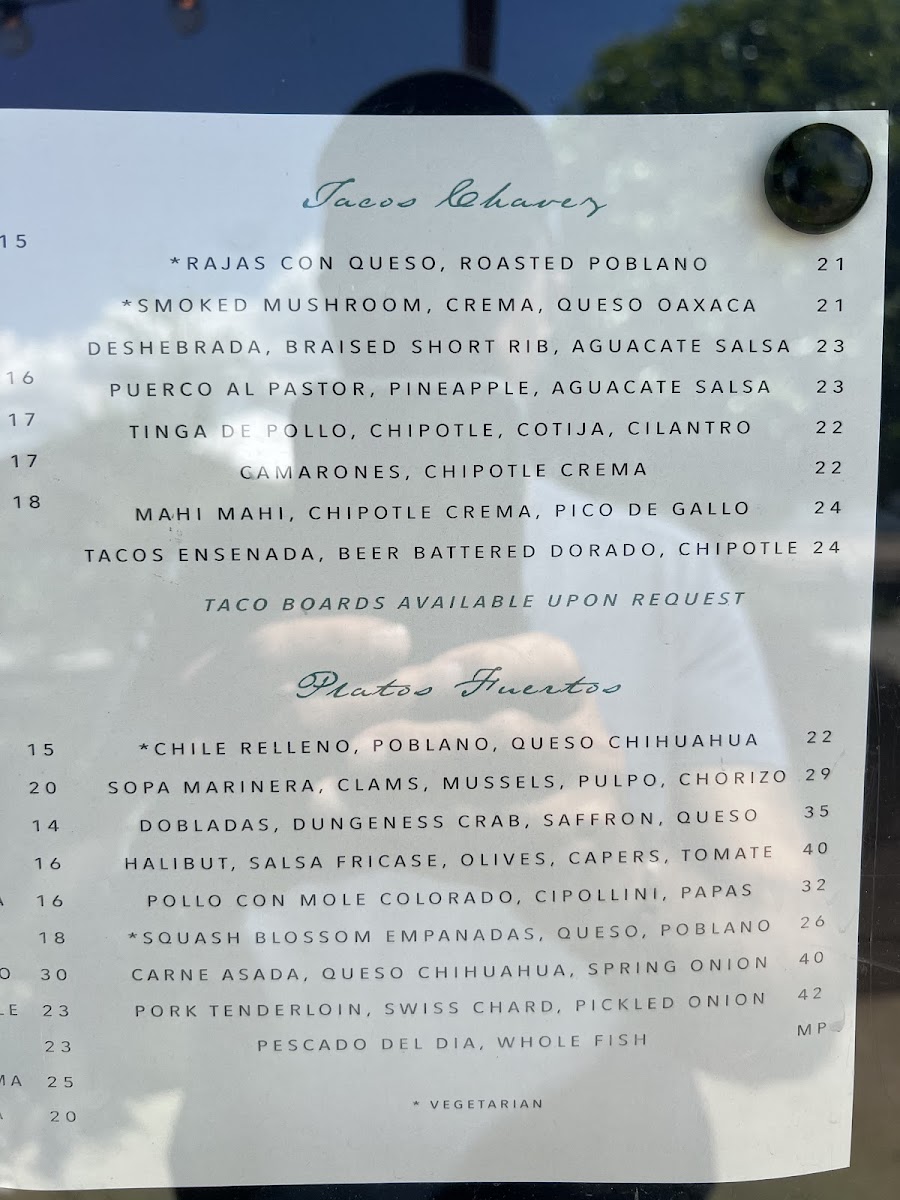 Tacos Chavez
15
*RAJAS CON QUESO, ROASTED POBLANO 21
*SMOKED MUSHROOM, CREMA, QUESO OAXACA 21
DESHEBRADA, BRAISED SHORT RIB, AGUACATE SALSA 23
16 PUERCO AL PASTOR, PINEAPPLE, AGUACATE SALSA 23
17 TINGA DE POLLO, CHIPOTLE, COTIJA, CILANTRO 22
17 CAMARONES, CHIPOTLE CREMA 22
18 MAHI MAHI, CHIPOTLE CREMA, PICO DE GALLO 24
TACOS ENSENADA, BEER BATTERED DORADO, CHIPOTLE 24
TACO BOARDS AVAILABLE UPON REQUEST
Platos Fuertos
15 *CHILE RELLENO, POBLANO, QUESO CHIHUAHUA 22
20 SOPA MARINERA, CLAMS, MUSSELS, PULPO, CHORIZO 29
14 DOBLADAS, DUNGENESS CRAB, SAFFRON, QUESO 35
16 HALIBUT, SALSA FRICASE, OLIVES, CAPERS, TOMATE 40
16 POLLO CON MOLE COLORADO, CIPOLLINI, PAPAS 32
18 *SQUASH BLOSSOM EMPANADAS, QUESO, POBLANO 26
O 30 CARNE ASADA, QUESO CHIHUAHUA, SPRING ONION 40
LE 23 PORK TENDERLOIN, SWISS CHARD, PICKLED ONION 42
23 PESCADO DEL DIA, WHOLE FISH MP
MA 25
20
* VEGETARIAN